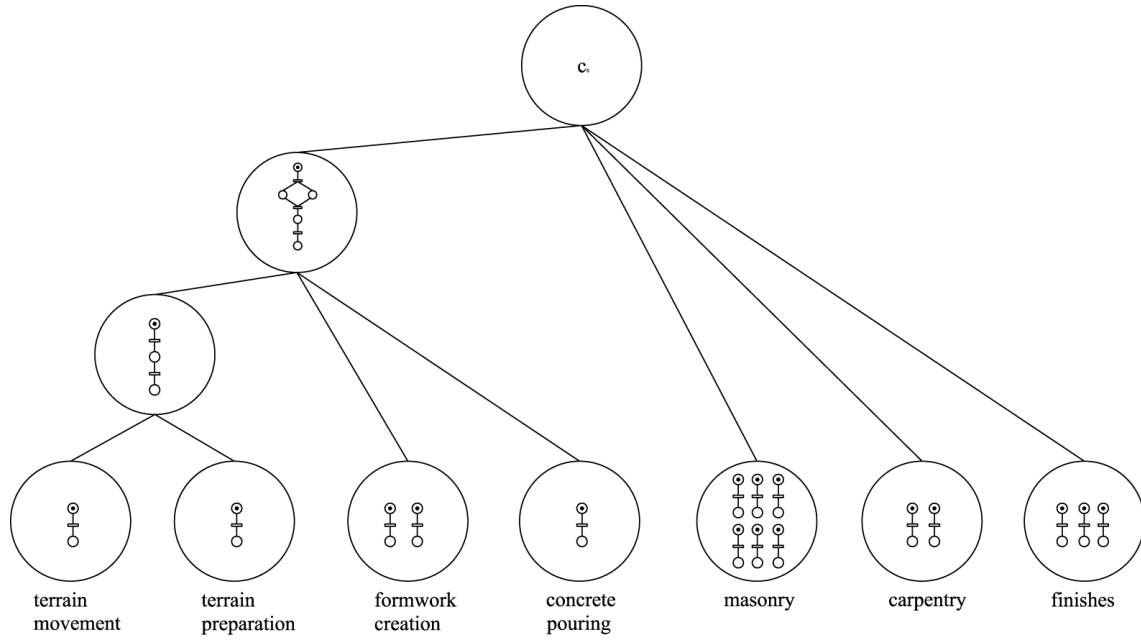 c₀
terrain
movement
terrain
preparation
formwork
creation
concrete
pouring
masonry
carpentry
finishes